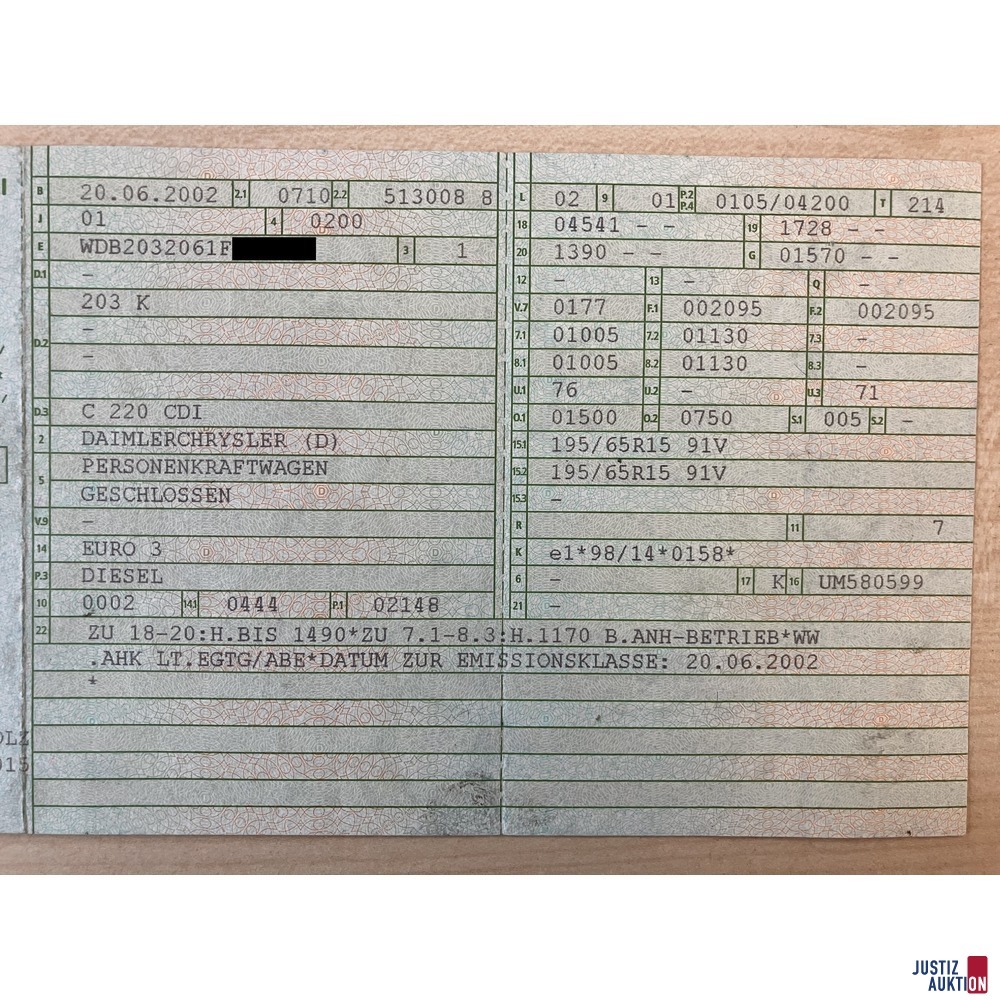 B 20.06.2002 2.1 0710 2.2 513008 8
J 01 4 0200
E WDB2032061F 3 1
D.1 –
203 K
–
D.2
–
D.3 C 220 CDI
2 DAIMLERCHRYSLER (D)
5 PERSONENKRAFTWAGEN
GESCHLOSSEN
V.9 –
14 EURO 3
P.3 DIESEL
10 0002 14.1 0444 P.1 02148
L 02 9 01 P.2 P.4 0105/04200 T 214
18 04541 – – 19 1728 – –
20 1390 – – G 01570 – –
12 – 13 – Q –
V.7 0177 F.1 002095 F.2 002095
7.1 01005 7.2 01130 7.3 –
8.1 01005 8.2 01130 8.3 –
U.1 76 U.2 – U.3 71
O.1 01500 O.2 0750 S.1 005 S.2 –
15.1 195/65R15 91V
15.2 195/65R15 91V
15.3 –
R 11 7
K e1*98/14*0158*
6 – 17 K 16 UM580599
21 –
22 ZU 18-20:H.BIS 1490*ZU 7.1-8.3:H.1170 B.ANH-BETRIEB*WW
.AHK LT.EGTG/ABE*DATUM ZUR EMISSIONSKLASSE: 20.06.2002
*
JUSTIZ
AUKTION